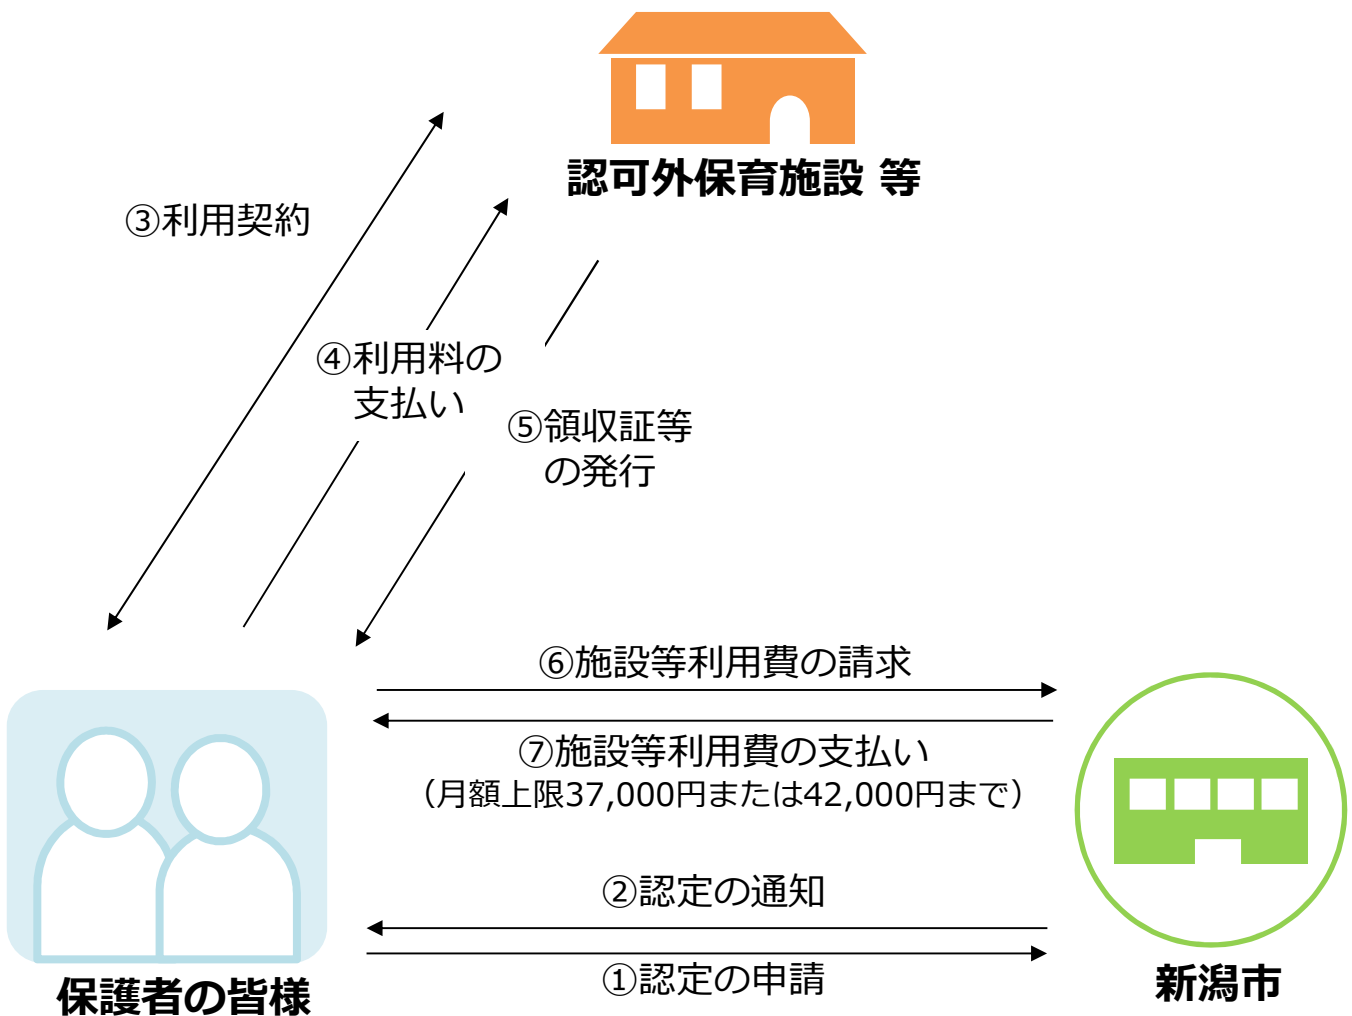 認可外保育施設 等
③利用契約
④利用料の
支払い
⑤領収証等
の発行
⑥施設等利用費の請求
⑦施設等利用費の支払い
（月額上限37,000円または42,000円まで）
②認定の通知
①認定の申請
保護者の皆様
新潟市